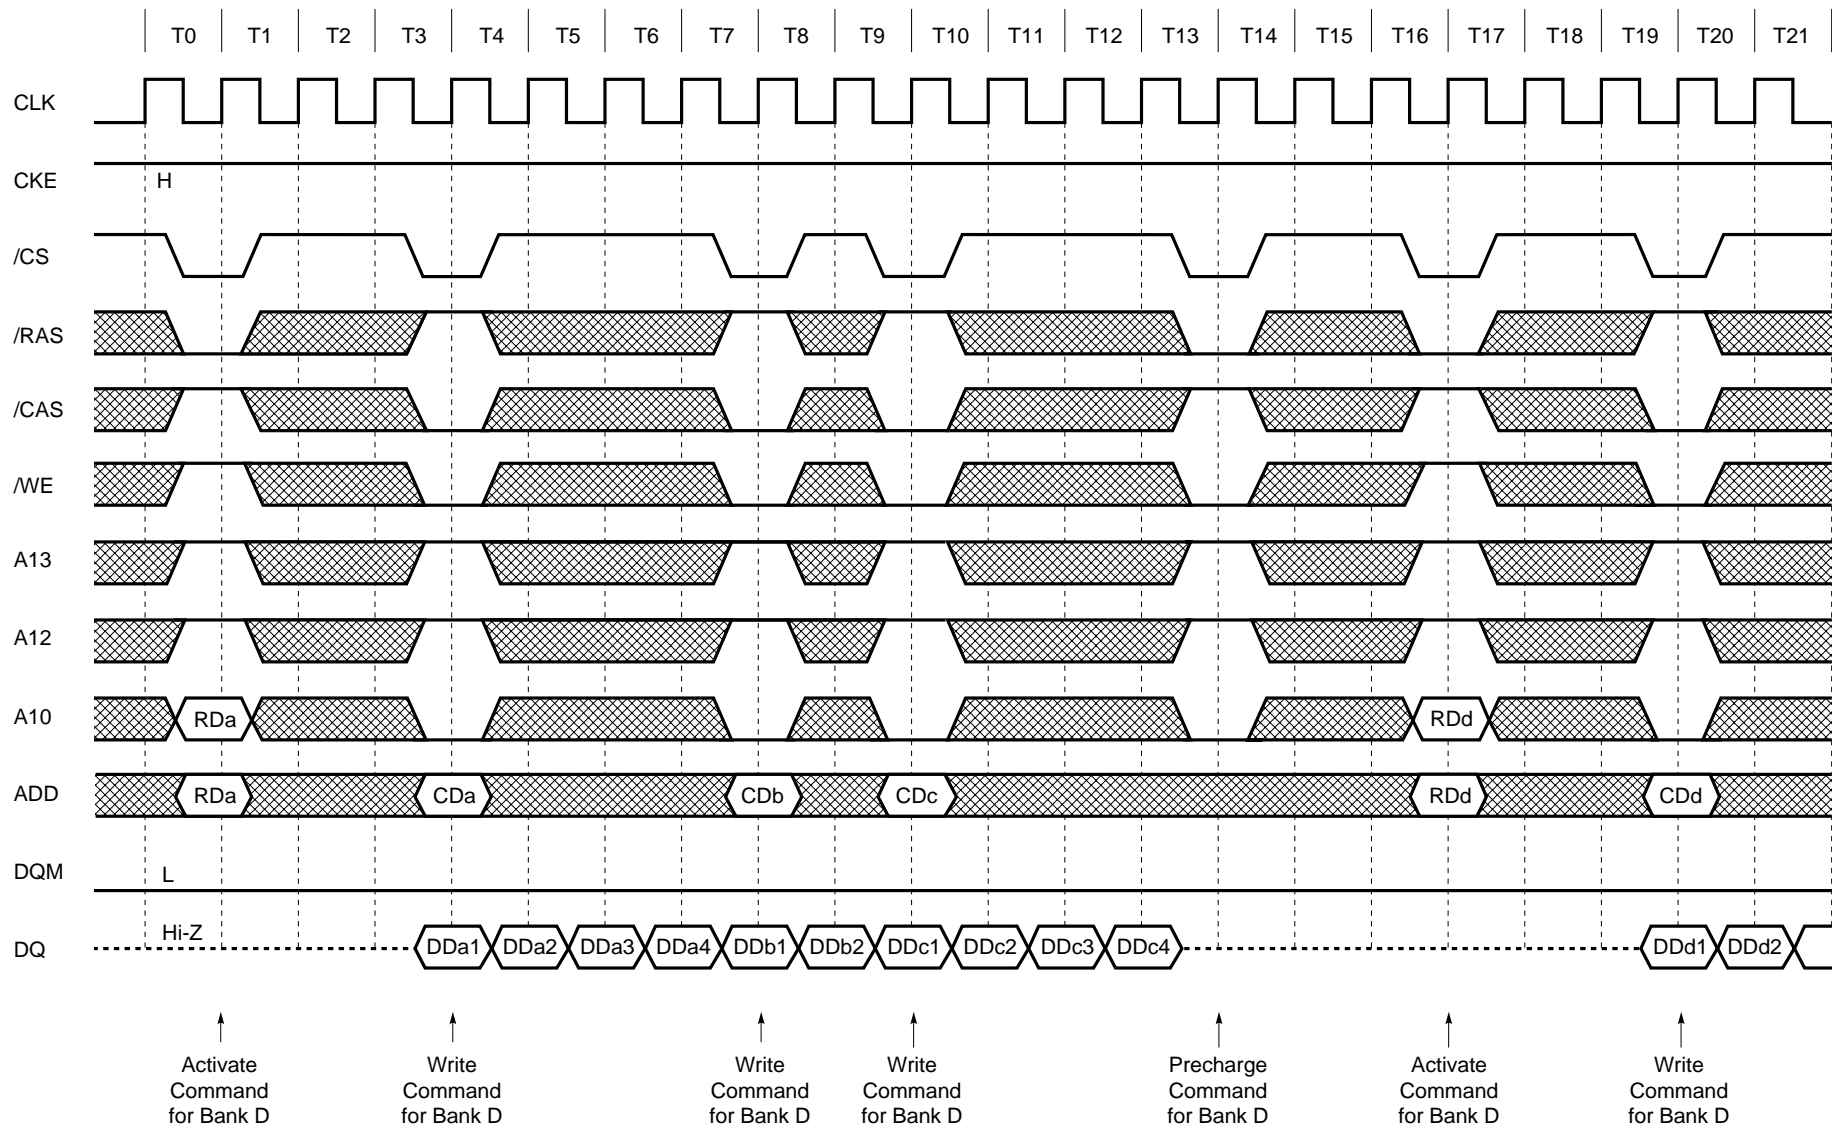 T0 T1 T2 T3 T4 T5 T6 T7 T8 T9 T10 T11 T12 T13 T14 T15 T16 T17 T18 T19 T20 T21
CLK
CKE H
/CS
/RAS
/CAS
/WE
A13
A12
A10 RDa RDd
ADD RDa CDa CDb CDc RDd CDd
DQM L
DQ Hi-Z DDa1 DDa2 DDa3 DDa4 DDb1 DDb2 DDc1 DDc2 DDc3 DDc4 DDd1 DDd2
Activate Write Write Write Precharge Activate Write
Command Command Command Command Command Command Command
for Bank D for Bank D for Bank D for Bank D for Bank D for Bank D for Bank D